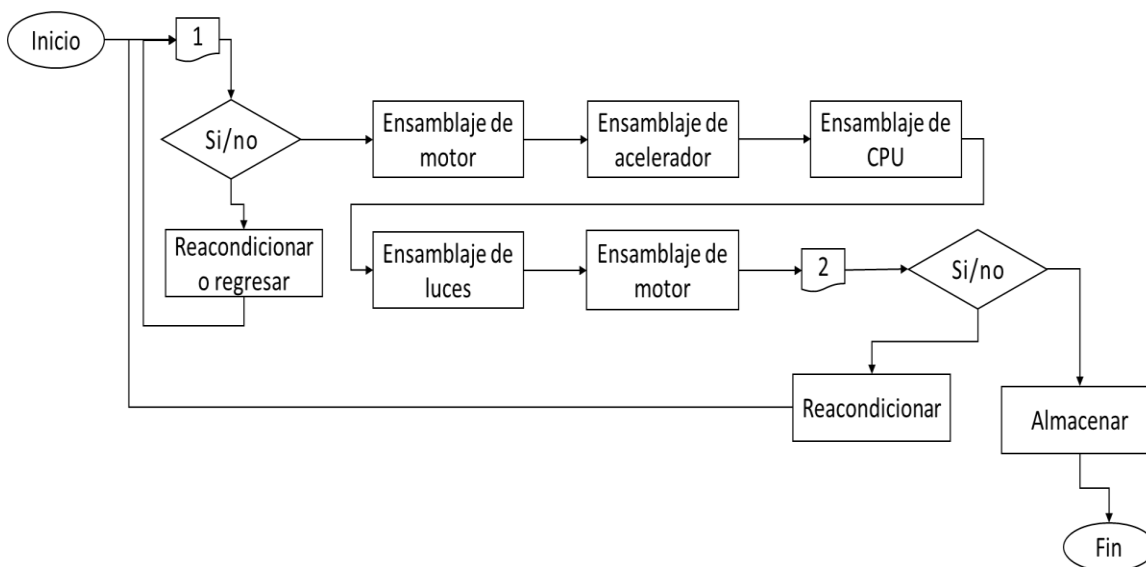 Inicio
1
Si/no
Ensamblaje de
motor
Ensamblaje de
acelerador
Ensamblaje de
CPU
Reacondicionar
o regresar
Ensamblaje de
luces
Ensamblaje de
motor
2
Si/no
Reacondicionar
Almacenar
Fin